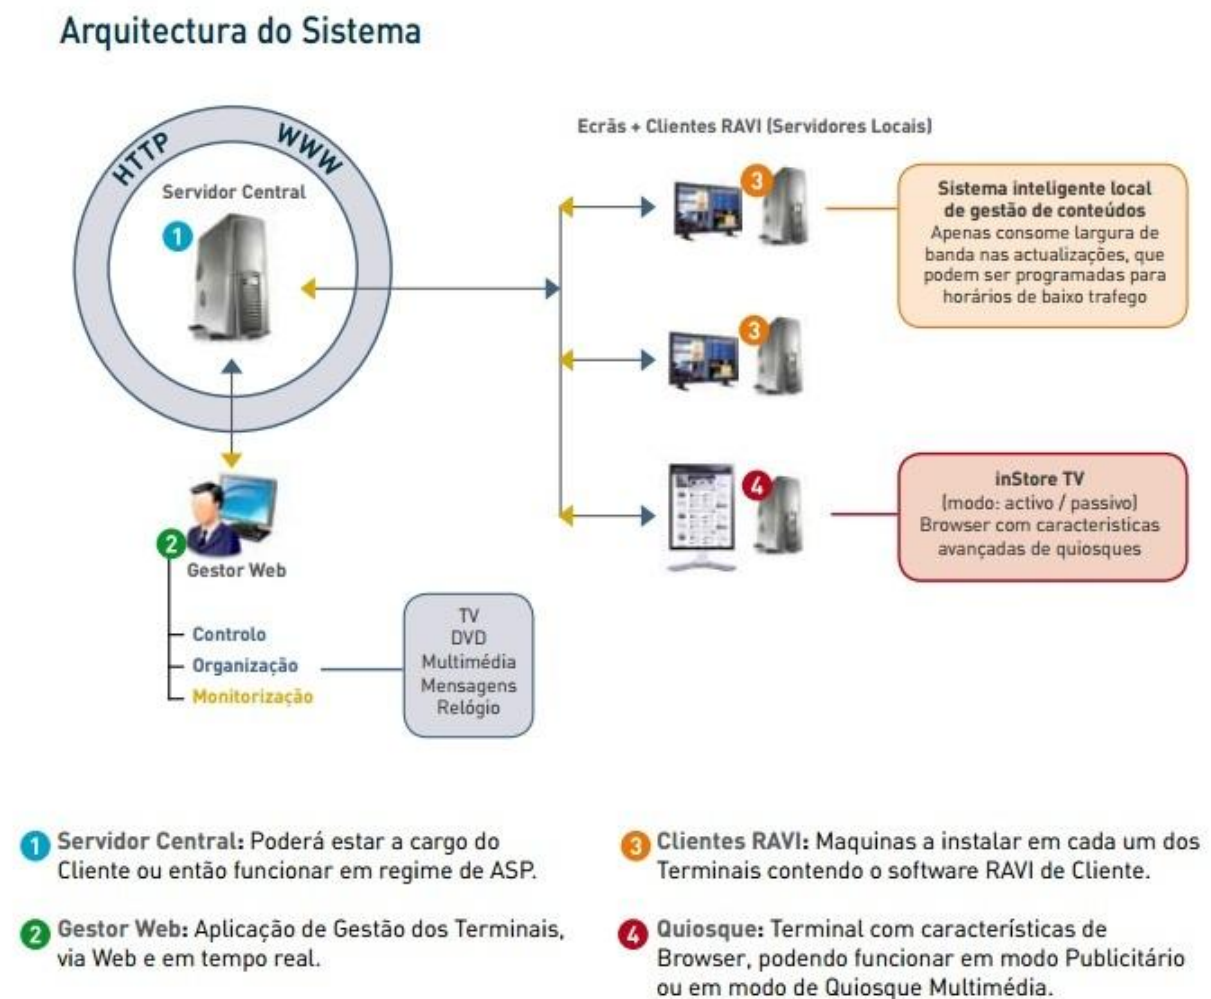 Arquitectura do Sistema
HTTP
WWW
Servidor Central
1
Ecrãs + Clientes RAVI (Servidores Locais)
3
Sistema inteligente local
de gestão de conteúdos
Apenas consome largura de
banda nas actualizações, que
podem ser programadas para
horários de baixo trafego
3
4
inStore TV
(modo: activo / passivo)
Browser com caracteristicas
avançadas de quiosques
2
Gestor Web
Controlo
Organização
Monitorização
TV
DVD
Multimédia
Mensagens
Relógio
1 Servidor Central: Poderá estar a cargo do
Cliente ou então funcionar em regime de ASP.
2 Gestor Web: Aplicação de Gestão dos Terminais,
via Web e em tempo real.
3 Clientes RAVI: Maquinas a instalar em cada um dos
Terminais contendo o software RAVI de Cliente.
4 Quiosque: Terminal com características de
Browser, podendo funcionar em modo Publicitário
ou em modo de Quiosque Multimédia.